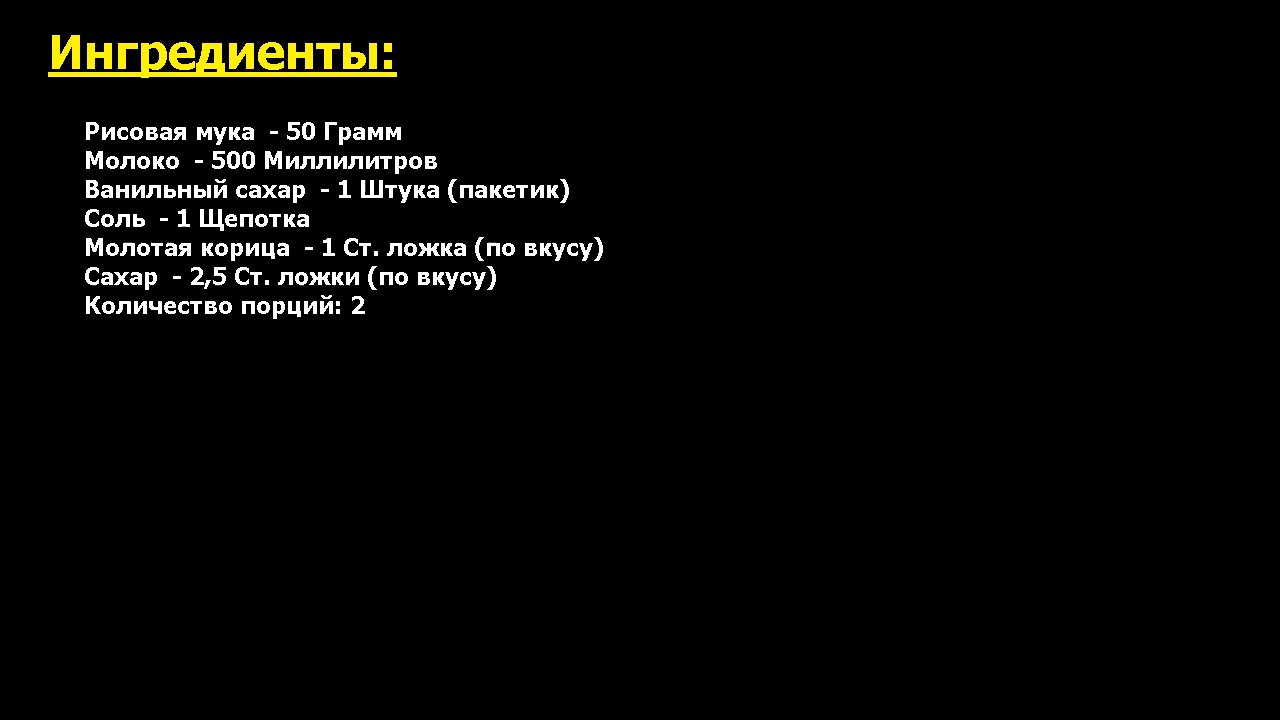 Ингредиенты:
Рисовая мука  - 50 Грамм
Молоко  - 500 Миллилитров
Ванильный сахар  - 1 Штука (пакетик)
Соль  - 1 Щепотка
Молотая корица  - 1 Ст. ложка (по вкусу)
Сахар  - 2,5 Ст. ложки (по вкусу)
Количество порций: 2